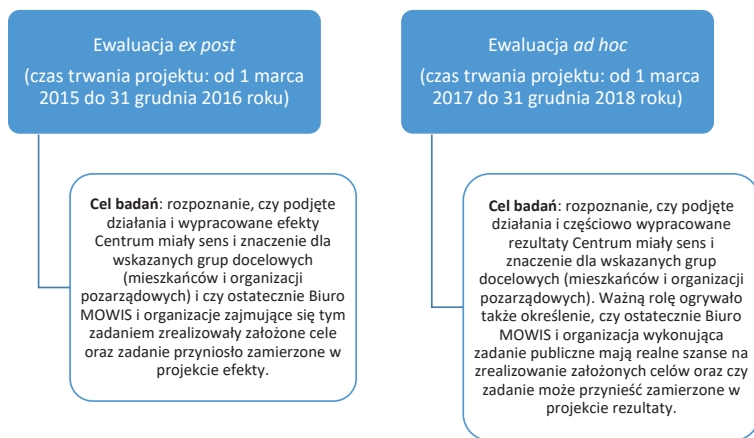 Ewaluacja ex post
(czas trwania projektu: od 1 marca
2015 do 31 grudnia 2016 roku)
Cel badań: rozpoznanie, czy podjęte
działania i wypracowane efekty
Centrum miały sens i znaczenie dla
wskazanych grup docelowych
(mieszkańców i organizacji
pozarządowych) i czy ostatecznie Biuro
MOWIS i organizacje zajmujące się tym
zadaniem zrealizowały założone cele
oraz zadanie przyniosło zamierzone w
projekcie efekty.
Ewaluacja ad hoc
(czas trwania projektu: od 1 marca
2017 do 31 grudnia 2018 roku)
Cel badań: rozpoznanie, czy podjęte
działania i częściowo wypracowane
rezultaty Centrum miały sens i
znaczenie dla wskazanych grup
docelowych (mieszkańców i organizacji
pozarządowych). Ważną rolę ogrywało
także określenie, czy ostatecznie Biuro
MOWIS i organizacja wykonująca
zadanie publiczne mają realne szanse na
zrealizowanie założonych celów oraz czy
zadanie może przynieść zamierzone w
projekcie rezultaty.